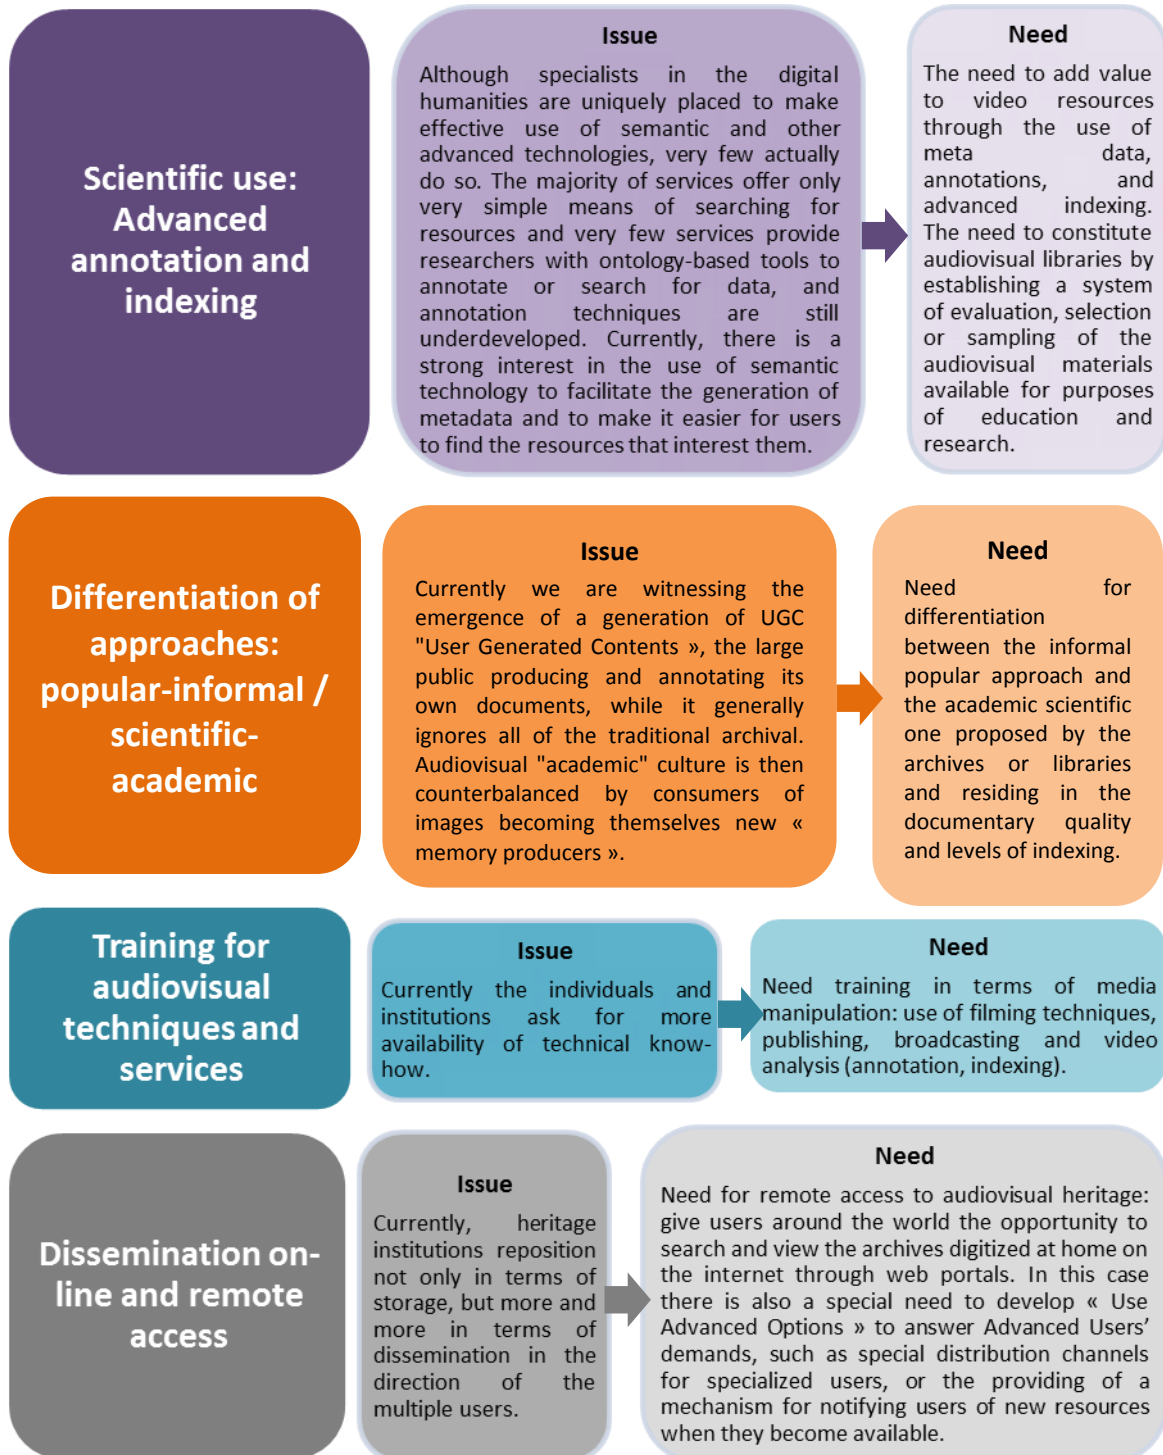 Scientific use:
Advanced
annotation and
indexing
Issue
Although specialists in the digital
humanities are uniquely placed to make
effective use of semantic and other
advanced technologies, very few actually
do so. The majority of services offer only
very simple means of searching for
resources and very few services provide
researchers with ontology-based tools to
annotate or search for data, and
annotation techniques are still
underdeveloped. Currently, there is a
strong interest in the use of semantic
technology to facilitate the generation of
metadata and to make it easier for users
to find the resources that interest them.
Need
The need to add value
to video resources
through the use of
meta data,
annotations, and
advanced indexing.
The need to constitute
audiovisual libraries by
establishing a system
of evaluation, selection
or sampling of the
audiovisual materials
available for purposes
of education and
research.
Differentiation of
approaches:
popular-informal /
scientific-
academic
Issue
Currently we are witnessing the
emergence of a generation of UGC
"User Generated Contents », the large
public producing and annotating its
own documents, while it generally
ignores all of the traditional archival.
Audiovisual "academic" culture is then
counterbalanced by consumers of
images becoming themselves new «
memory producers ».
Need
Need for
differentiation
between the informal
popular approach and
the academic scientific
one proposed by the
archives or libraries
and residing in the
documentary quality
and levels of indexing.
Training for
audiovisual
techniques and
services
Issue
Currently the individuals and
institutions ask for more
availability of technical know-
how.
Need
Need training in terms of media
manipulation: use of filming techniques,
publishing, broadcasting and video
analysis (annotation, indexing).
Dissemination on-
line and remote
access
Issue
Currently, heritage
institutions reposition
not only in terms of
storage, but more and
more in terms of
dissemination in the
direction of the
multiple users.
Need
Need for remote access to audiovisual heritage:
give users around the world the opportunity to
search and view the archives digitized at home on
the internet through web portals. In this case
there is also a special need to develop « Use
Advanced Options » to answer Advanced Users’
demands, such as special distribution channels
for specialized users, or the providing of a
mechanism for notifying users of new resources
when they become available.